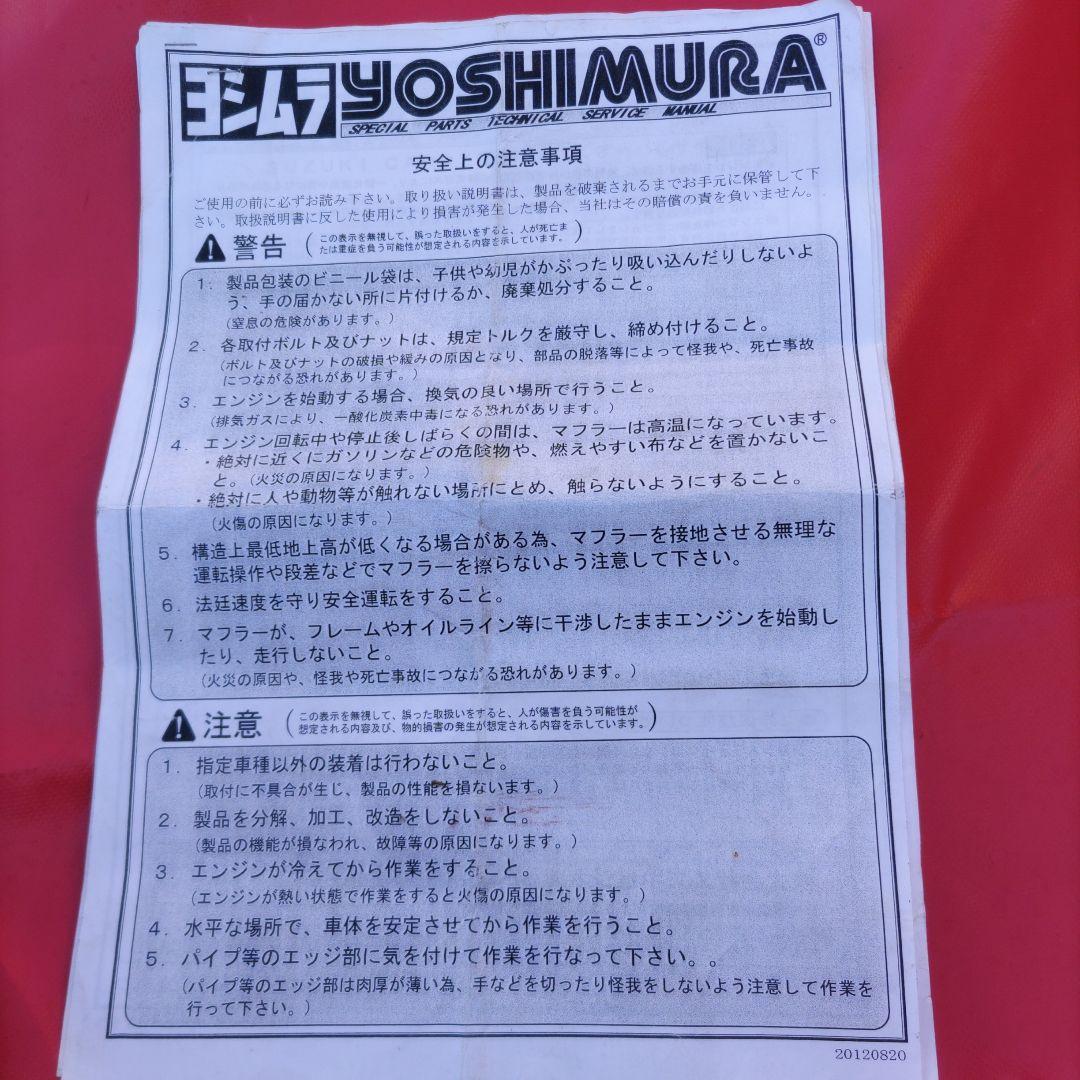 ヨシムラ YOSHIMURA®
SPECIAL PARTS TECHNICAL SERVICE MANUAL
安全上の注意事項
ご使用の前に必ずお読み下さい。取り扱い説明書は、製品を破棄されるまでお手元に保管して下
さい。取扱説明書に反した使用により損害が発生した場合、当社はその賠償の責を負いません。
警告
(この表示を無視して、誤った取扱いをすると、人が死亡ま
たは重症を負う可能性が想定される内容を示しています。)
1．製品包装のビニール袋は、子供や幼児がかぶったり吸い込んだりしないよ
う、手の届かない所に片付けるか、廃棄処分すること。
(窒息の危険があります。)
2．各取付ボルト及びナットは、規定トルクを厳守し、締め付けること。
(ボルト及びナットの破損や緩みの原因となり、部品の脱落等によって怪我や、死亡事故
につながる恐れがあります。)
3．エンジンを始動する場合、換気の良い場所で行うこと。
(排気ガスにより、一酸化炭素中毒になる恐れがあります。)
4．エンジン回転中や停止後しばらくの間は、マフラーは高温になっています。
・絶対に近くにガソリンなどの危険物や、燃えやすい布などを置かないこ
と。(火災の原因になります。)
・絶対に人や動物等が触れない場所にとめ、触らないようにすること。
(火傷の原因になります。)
5．構造上最低地上高が低くなる場合がある為、マフラーを接地させる無理な
運転操作や段差などでマフラーを擦らないよう注意して下さい。
6．法廷速度を守り安全運転をすること。
7．マフラーが、フレームやオイルライン等に干渉したままエンジンを始動し
たり、走行しないこと。
(火災の原因や、怪我や死亡事故につながる恐れがあります。)
注意
(この表示を無視して、誤った取扱いをすると、人が傷害を負う可能性が
想定される内容及び、物的損害の発生が想定される内容を示しています。)
1．指定車種以外の装着は行わないこと。
(取付に不具合が生じ、製品の性能を損ないます。)
2．製品を分解、加工、改造をしないこと。
(製品の機能が損なわれ、故障等の原因になります。)
3．エンジンが冷えてから作業をすること。
(エンジンが熱い状態で作業をすると火傷の原因になります。)
4．水平な場所で、車体を安定させてから作業を行うこと。
5．パイプ等のエッジ部に気を付けて作業を行なって下さい。。
(パイプ等のエッジ部は肉厚が薄い為、手などを切ったり怪我をしないよう注意して作業を
行って下さい。)
20120820